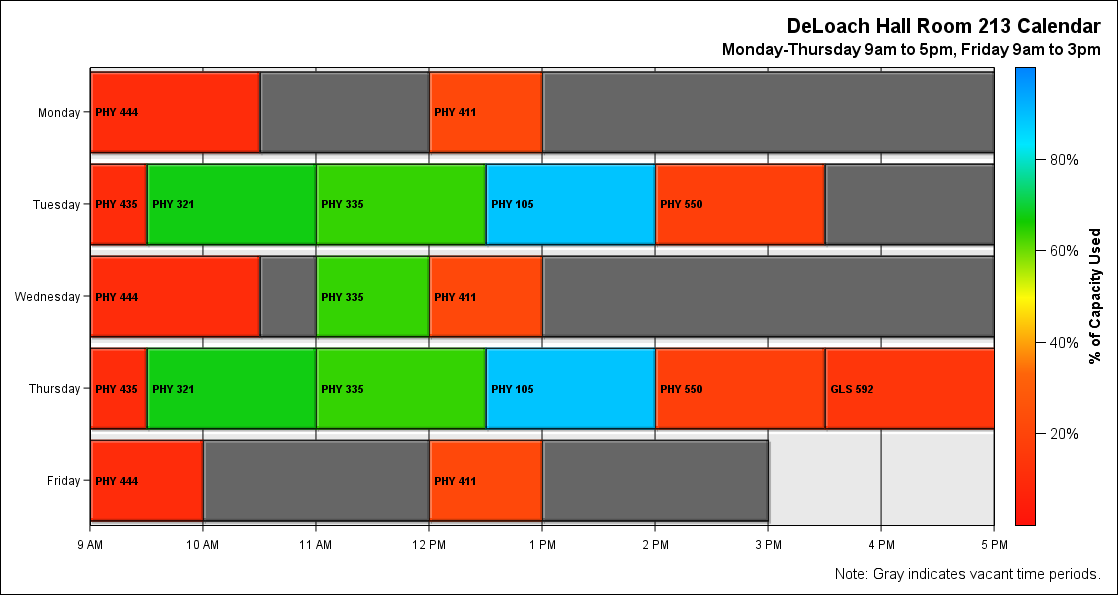 DeLoach Hall Room 213 Calendar
Monday-Thursday 9am to 5pm, Friday 9am to 3pm
Monday
PHY 444
PHY 411
Tuesday
PHY 435
PHY 321
PHY 335
PHY 105
PHY 550
Wednesday
PHY 444
PHY 335
PHY 411
Thursday
PHY 435
PHY 321
PHY 335
PHY 105
PHY 550
GLS 592
Friday
PHY 444
PHY 411
9 AM
10 AM
11 AM
12 PM
1 PM
2 PM
3 PM
4 PM
5 PM
80%
60%
40%
20%
% of Capacity Used
Note: Gray indicates vacant time periods.